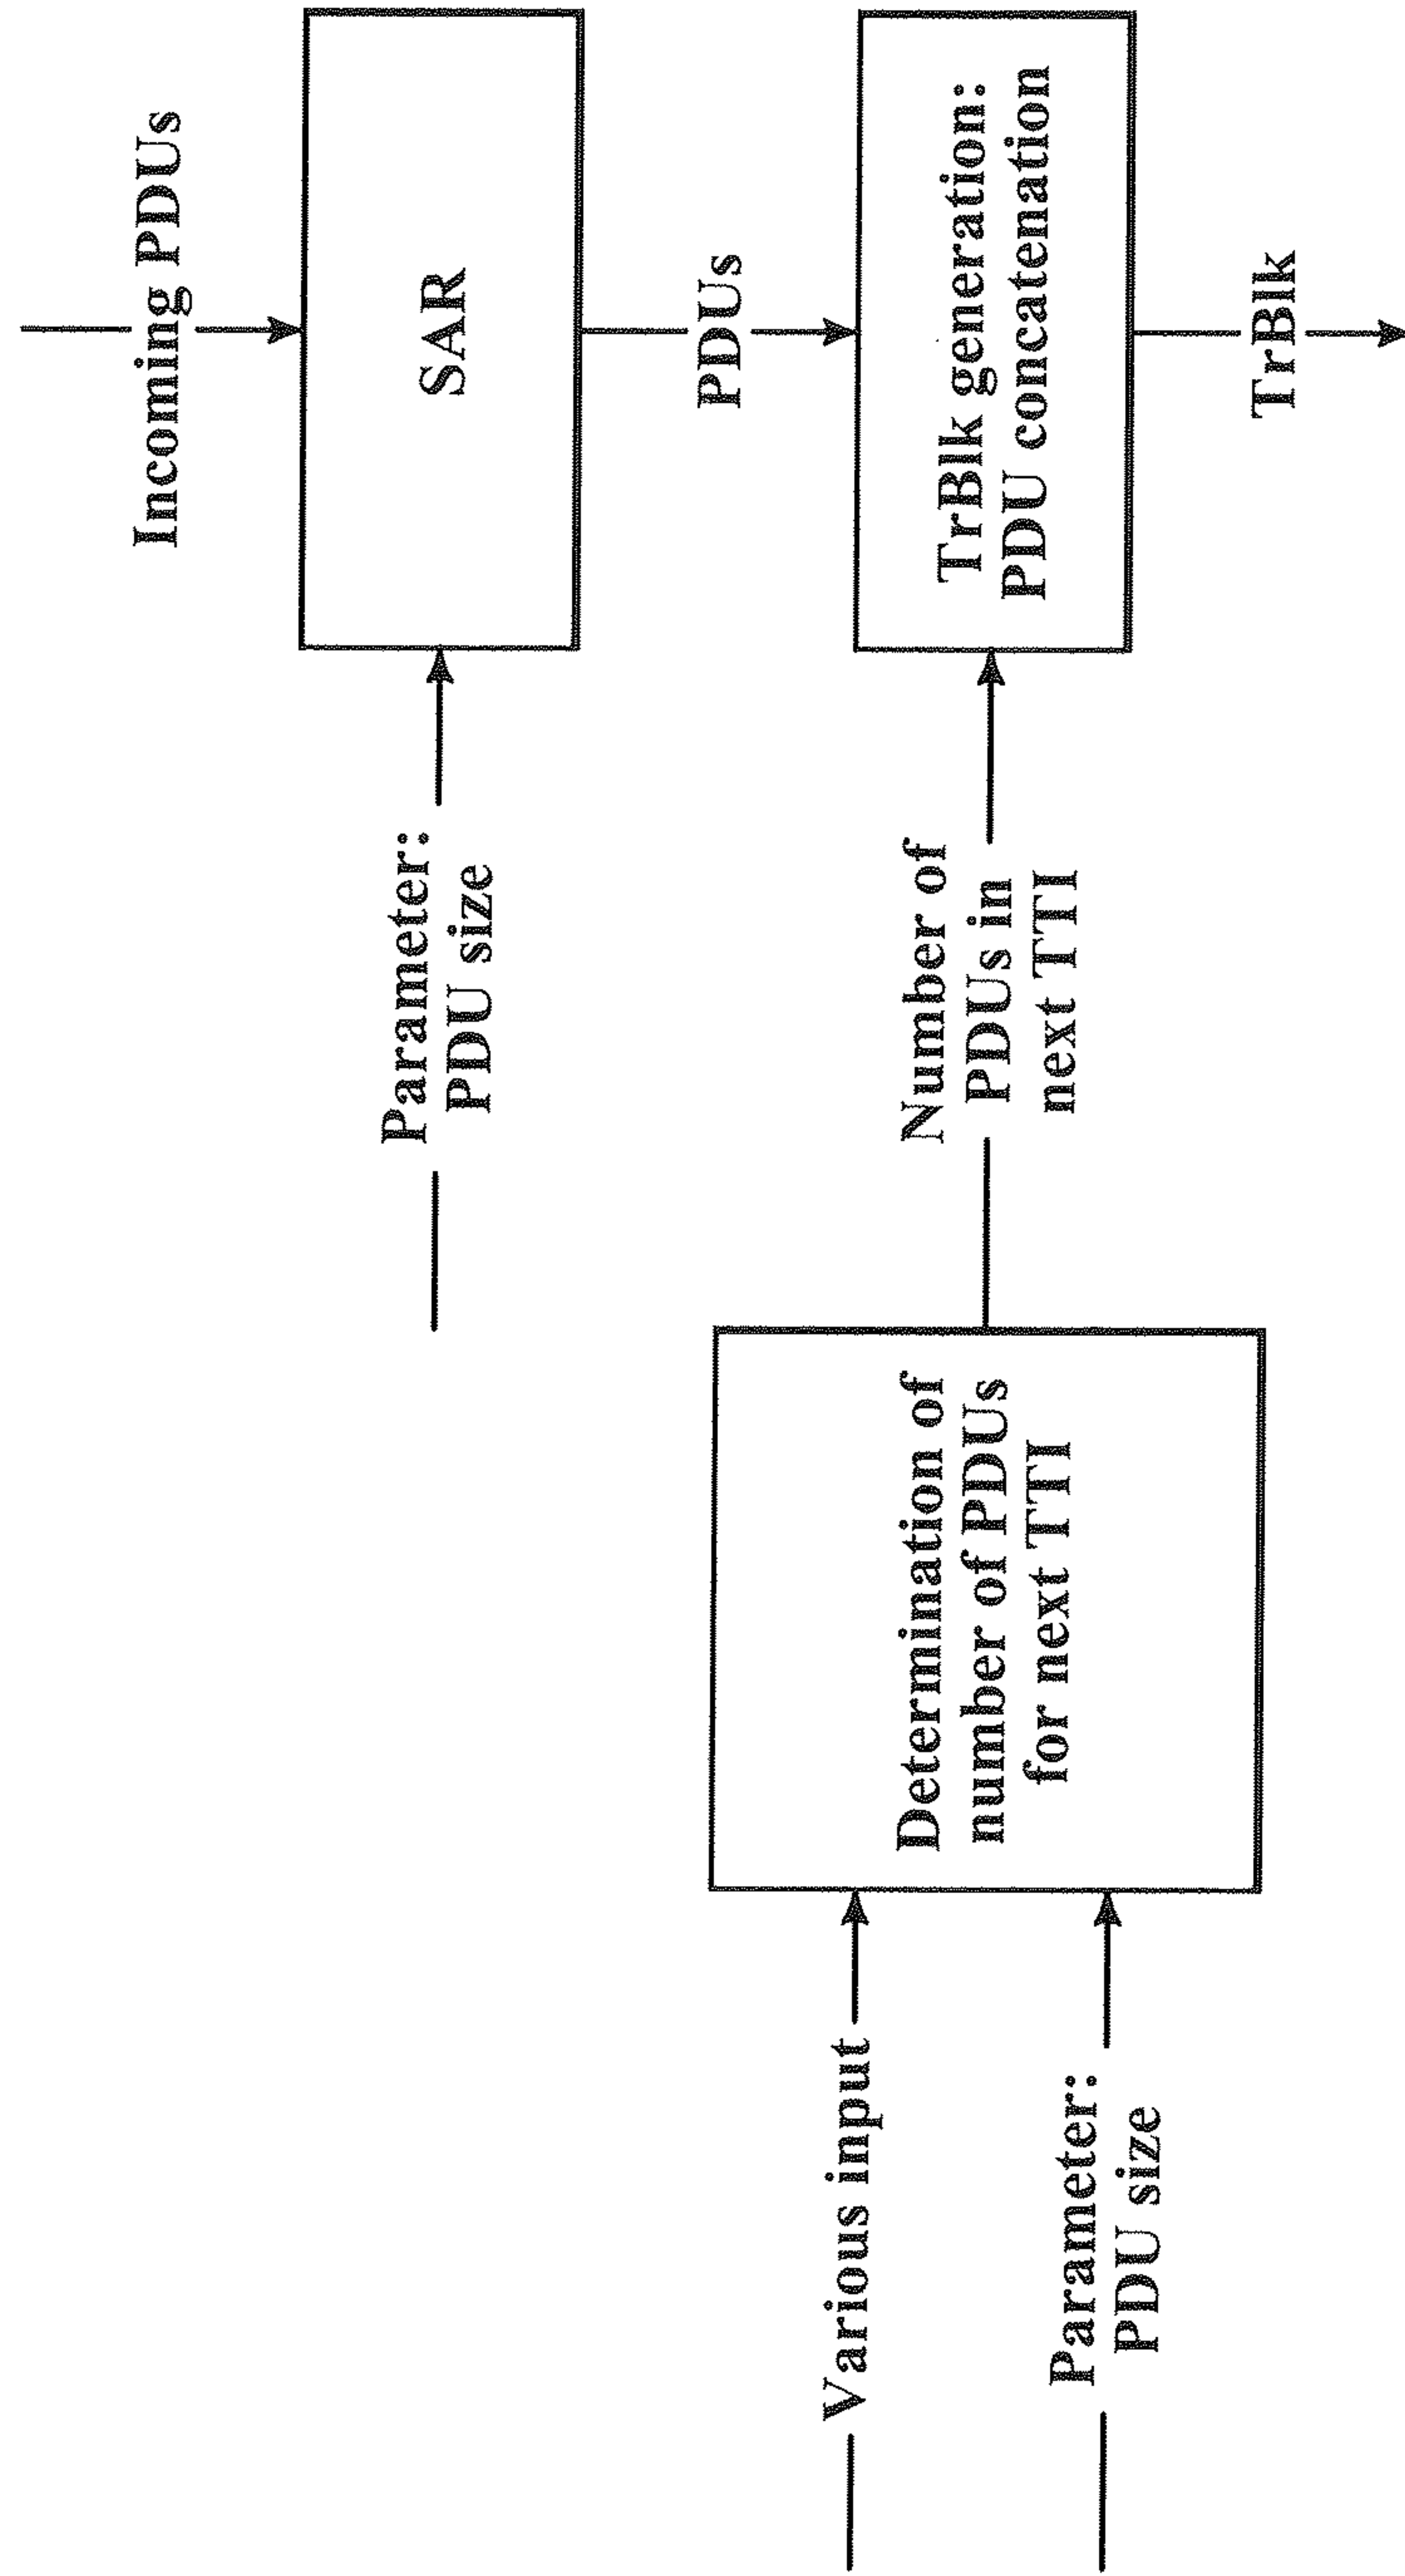 Incoming PDUs
SAR
Parameter:
PDU size
PDUs
TrBlk generation:
PDU concatenation
Number of
PDUs in
next TTI
Determination of
number of PDUs
for next TTI
Various input
Parameter:
PDU size
TrBlk